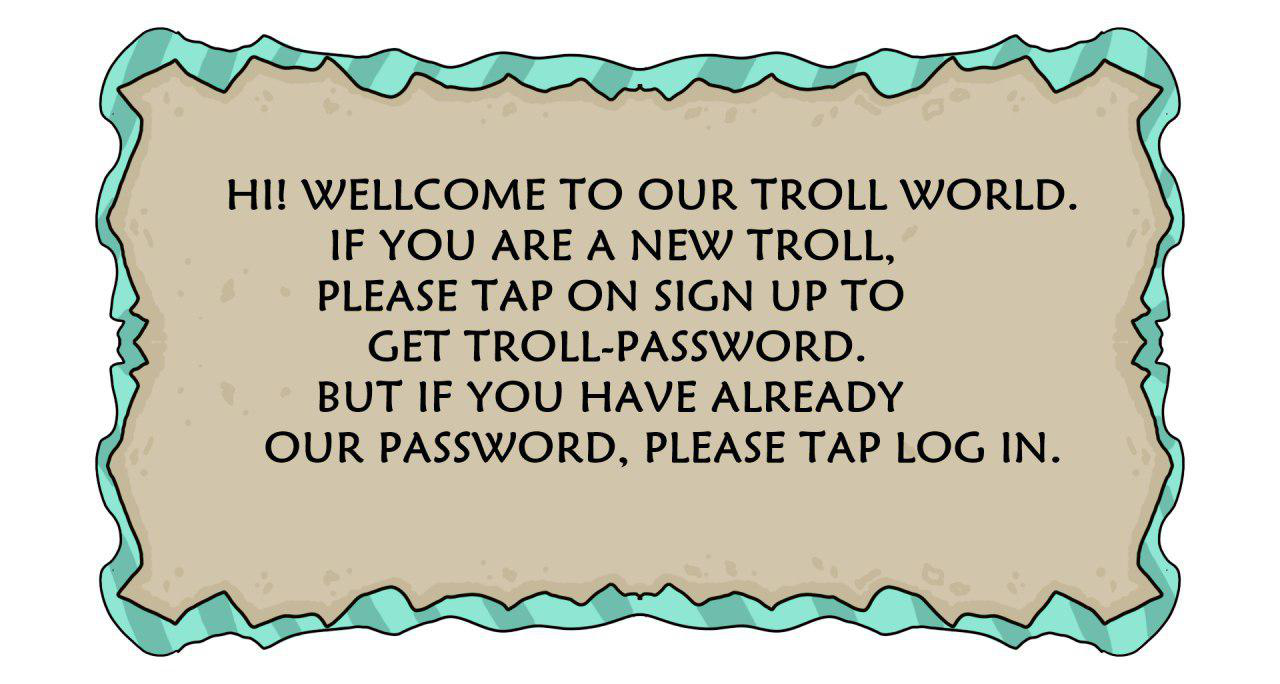 HI! WELLCOME TO OUR TROLL WORLD.
IF YOU ARE A NEW TROLL,
PLEASE TAP ON SIGN UP TO
GET TROLL-PASSWORD.
BUT IF YOU HAVE ALREADY
OUR PASSWORD, PLEASE TAP LOG IN.